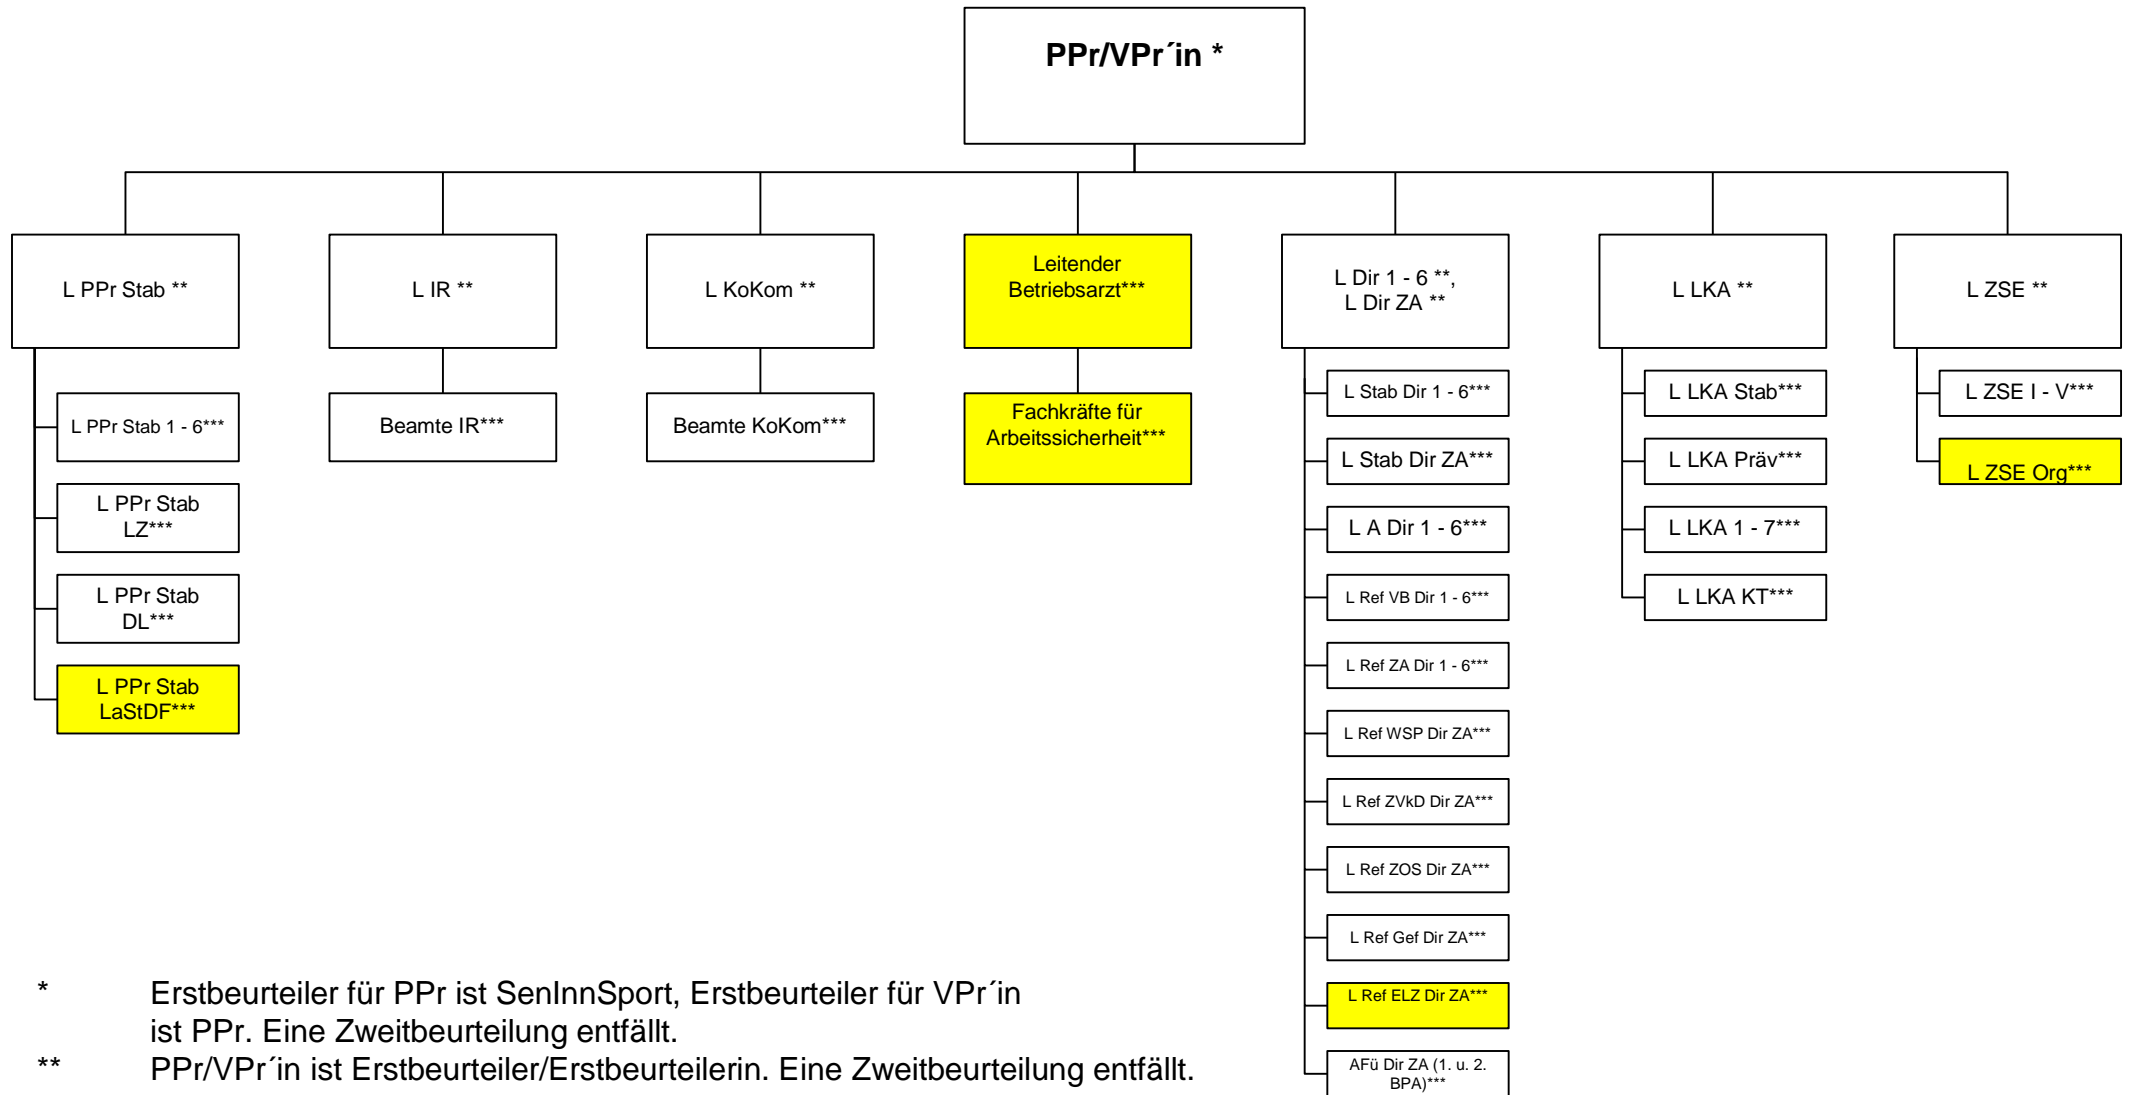 PPr/VPr´in *
L PPr Stab **
L IR **
L KoKom **
Leitender
Betriebsarzt***
L Dir 1 - 6 **,
L Dir ZA **
L LKA **
L ZSE **
L PPr Stab 1 - 6***
L PPr Stab
LZ***
L PPr Stab
DL***
L PPr Stab
LaStDF***
Beamte IR***
Beamte KoKom***
Fachkräfte für
Arbeitssicherheit***
L Stab Dir 1 - 6***
L Stab Dir ZA***
L A Dir 1 - 6***
L Ref VB Dir 1 - 6***
L Ref ZA Dir 1 - 6***
L Ref WSP Dir ZA***
L Ref ZVkD Dir ZA***
L Ref ZOS Dir ZA***
L Ref Gef Dir ZA***
L Ref ELZ Dir ZA***
AFü Dir ZA (1. u. 2.
BPA)***
L LKA Stab***
L LKA Präv***
L LKA 1 - 7***
L LKA KT***
L ZSE I - V***
L ZSE Org***
* Erstbeurteiler für PPr ist SenInnSport, Erstbeurteiler für VPr´in
ist PPr. Eine Zweitbeurteilung entfällt.
** PPr/VPr´in ist Erstbeurteiler/Erstbeurteilerin. Eine Zweitbeurteilung entfällt.